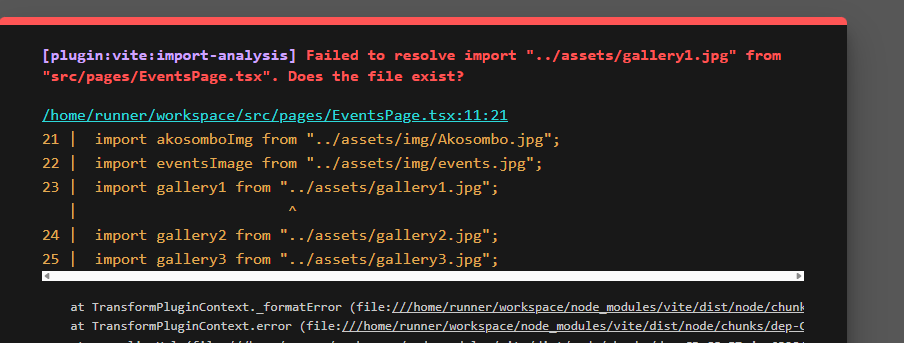 [plugin:vite:import-analysis] Failed to resolve import "../assets/gallery1.jpg" from
"src/pages/EventsPage.tsx". Does the file exist?
/home/runner/workspace/src/pages/EventsPage.tsx:11:21
21 |  import akosomboImg from "../assets/img/Akosombo.jpg";
22 |  import eventsImage from "../assets/img/events.jpg";
23 |  import gallery1 from "../assets/gallery1.jpg";
   |                        ^
24 |  import gallery2 from "../assets/gallery2.jpg";
25 |  import gallery3 from "../assets/gallery3.jpg";
at TransformPluginContext._formatError (file:///home/runner/workspace/node_modules/vite/dist/node/chunk
at TransformPluginContext.error (file:///home/runner/workspace/node_modules/vite/dist/node/chunks/dep-C